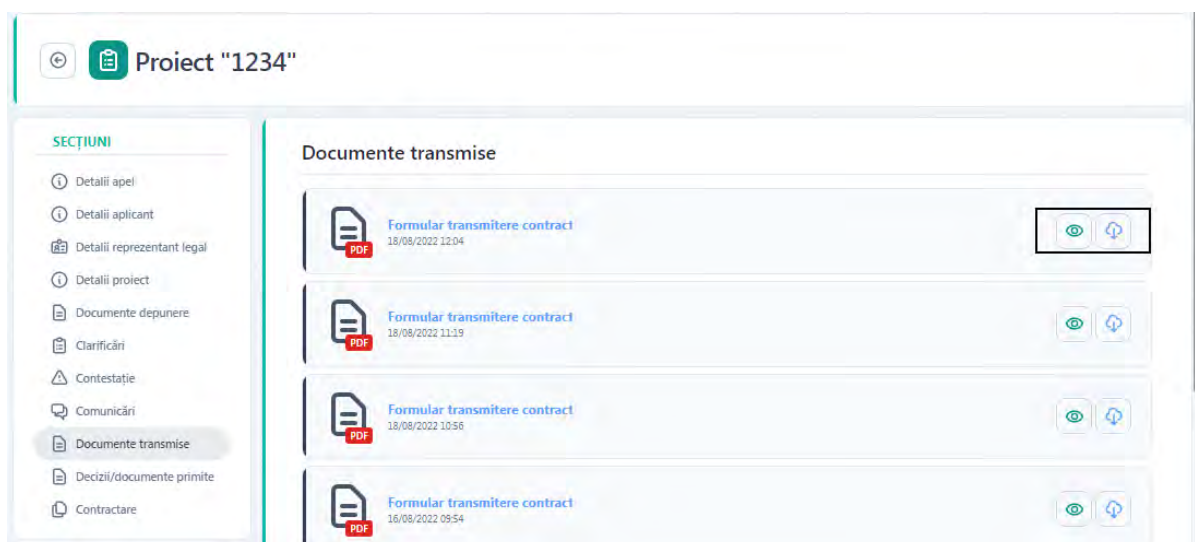 Proiect "1234"
SECȚIUNI
Detalii apel
Detalii aplicant
Detalii reprezentant legal
Detalii proiect
Documente depunere
Clarificări
Contestație
Comunicări
Documente transmise
Decizii/documente primite
Contractare
Documente transmise
PDF
Formular transmitere contract
18/08/2022 12:04
PDF
Formular transmitere contract
18/08/2022 11:19
PDF
Formular transmitere contract
18/08/2022 10:56
PDF
Formular transmitere contract
16/08/2022 09:54